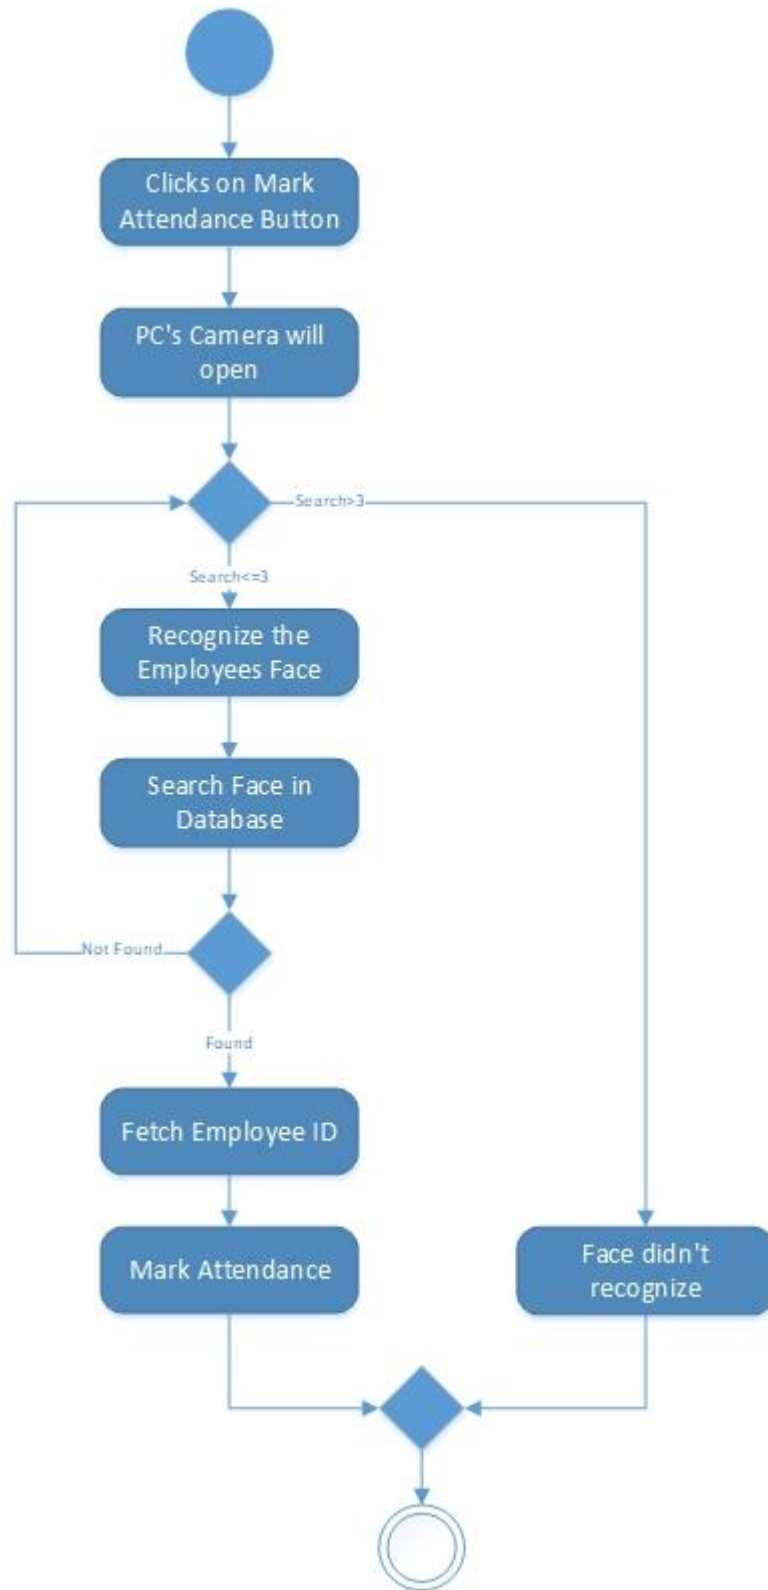 Clicks on Mark
Attendance Button
PC's Camera will
open
Search>3
Search<=3
Recognize the
Employees Face
Search Face in
Database
Not Found
Found
Fetch Employee ID
Mark Attendance
Face didn't
recognize